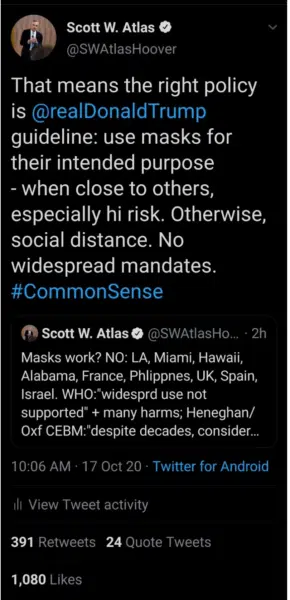 Scott W. Atlas
@SWAtlasHoover
That means the right policy
is @realDonaldTrump
guideline: use masks for
their intended purpose
- when close to others,
especially hi risk. Otherwise,
social distance. No
widespread mandates.
#CommonSense
Scott W. Atlas @SWAtlasHo... · 2h
Masks work? NO: LA, Miami, Hawaii,
Alabama, France, Phlippnes, UK, Spain,
Israel. WHO:"widesprd use not
supported" + many harms; Heneghan/
Oxf CEBM:"despite decades, consider...
10:06 AM · 17 Oct 20 · Twitter for Android
View Tweet activity
391 Retweets 24 Quote Tweets
1,080 Likes